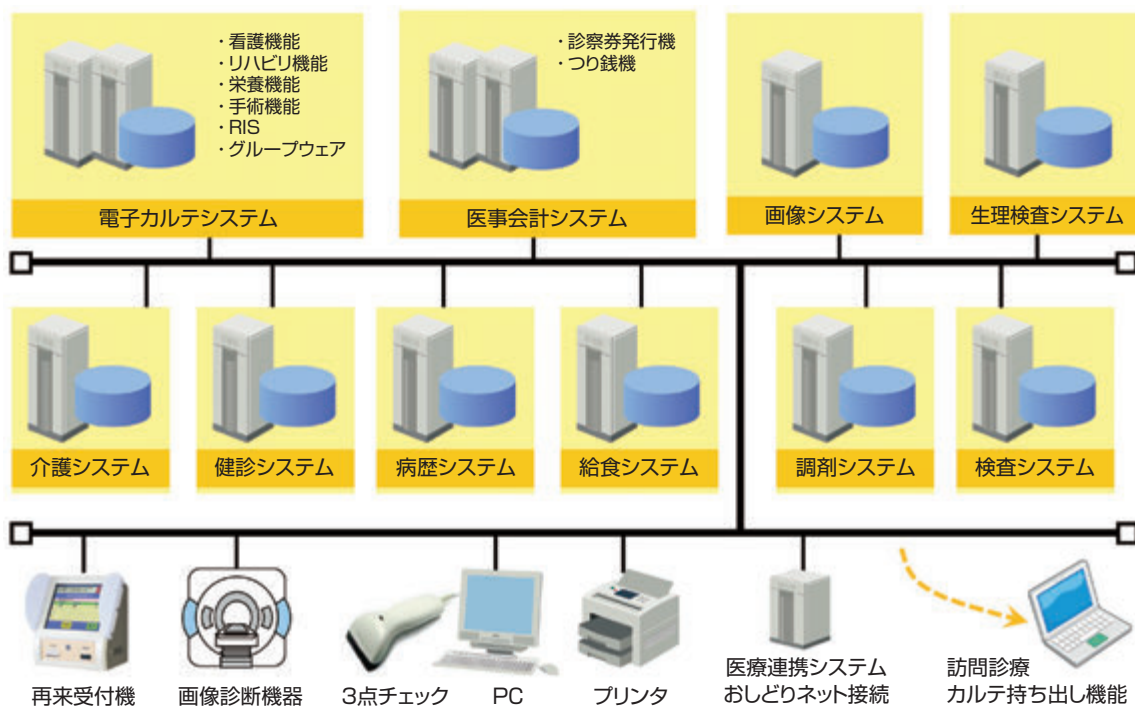 ・看護機能
・リハビリ機能
・栄養機能
・手術機能
・RIS
・グループウェア
電子カルテシステム
・診察券発行機
・つり銭機
医事会計システム
画像システム
生理検査システム
介護システム
健診システム
病歴システム
給食システム
調剤システム
検査システム
再来受付機
画像診断機器
3点チェック
PC
プリンタ
医療連携システム
おしどりネット接続
訪問診療
カルテ持ち出し機能